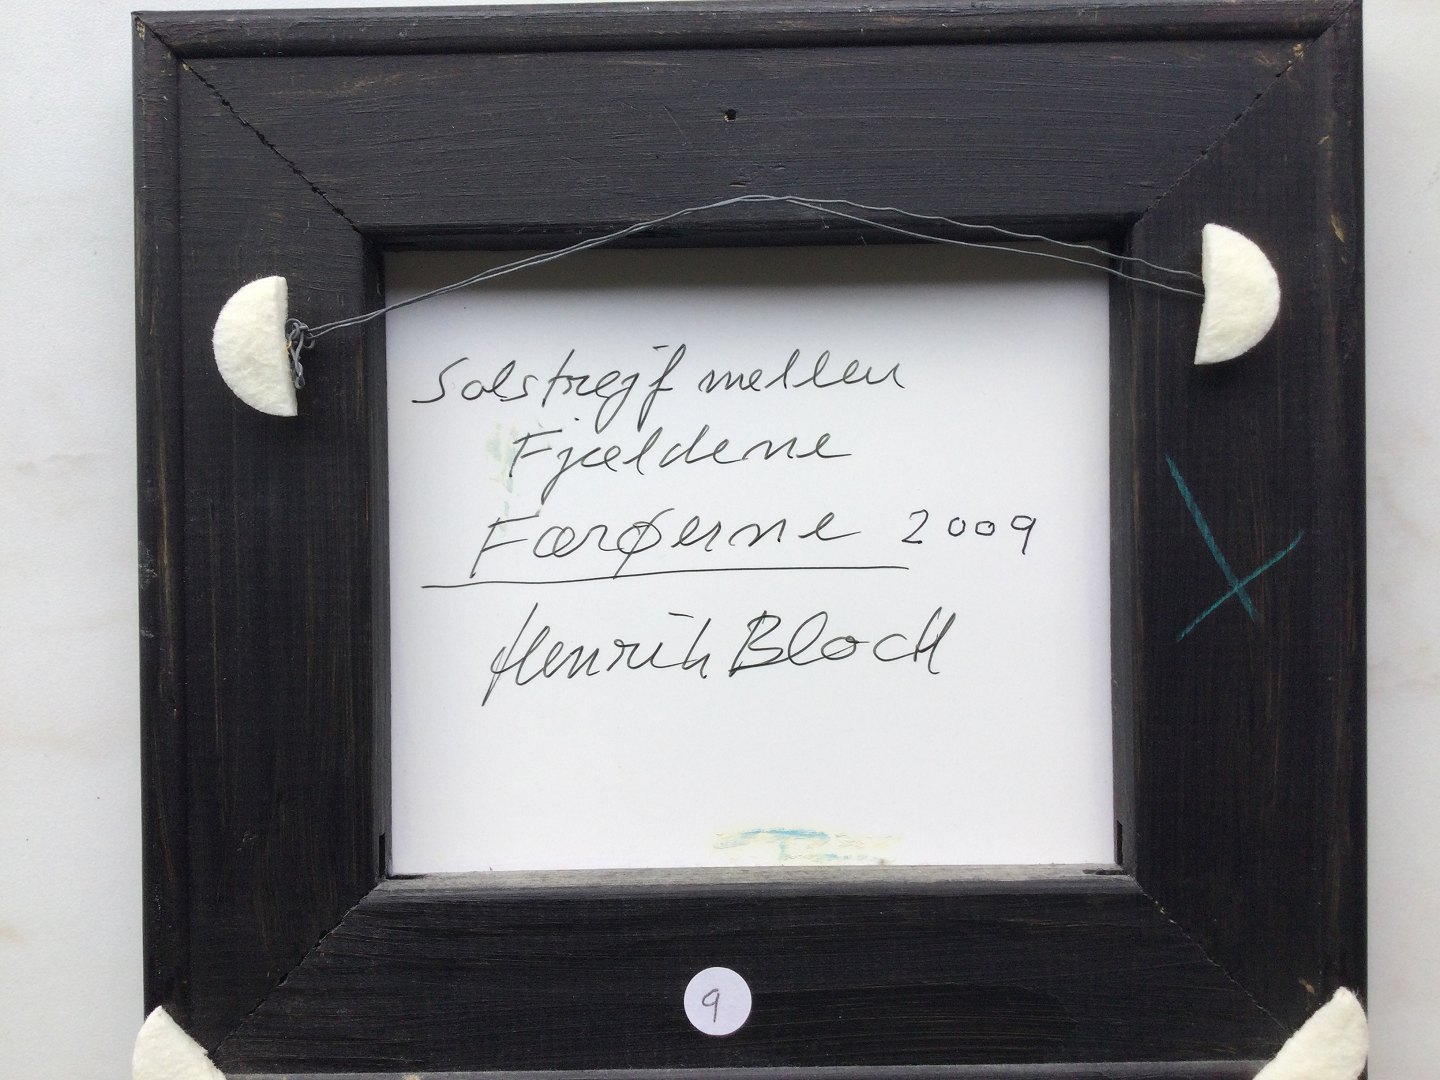 Solstrejf mellem
Fjeldene
Færøerne 2009
Henrik Bloch
9